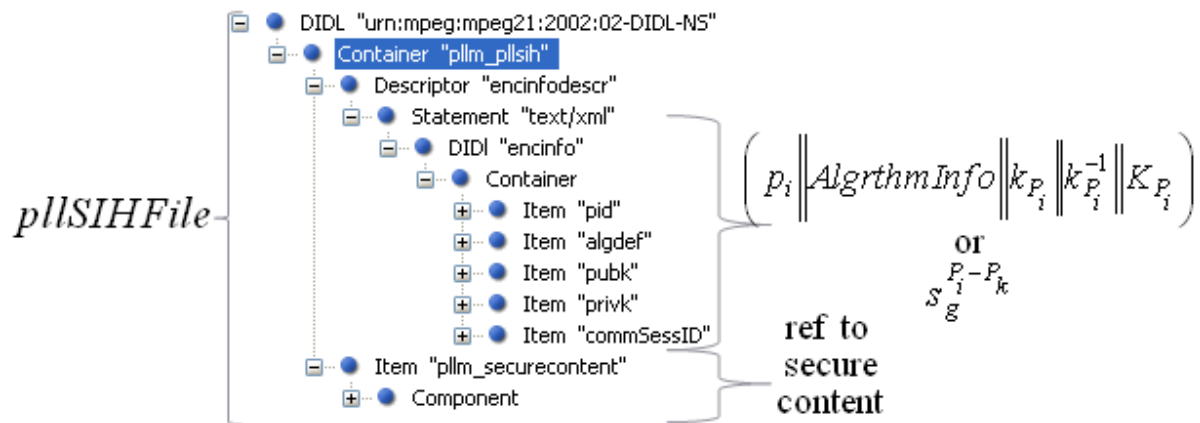 pllSIHFile
DIDL "urn:mpeg:mpeg21:2002:02-DIDL-NS"
Container "pllm_pllsih"
Descriptor "encinfodescr"
Statement "text/xml"
DIDl "encinfo"
Container
Item "pid"
Item "algdef"
Item "pubk"
Item "privk"
Item "commSessID"
Item "pllm_securecontent"
Component
(p_i‖AlgrthmInfo‖k_{P_i}‖k_{P_i}^{-1}‖K_{P_i})
or
s_g^{P_i-P_k}
ref to
secure
content